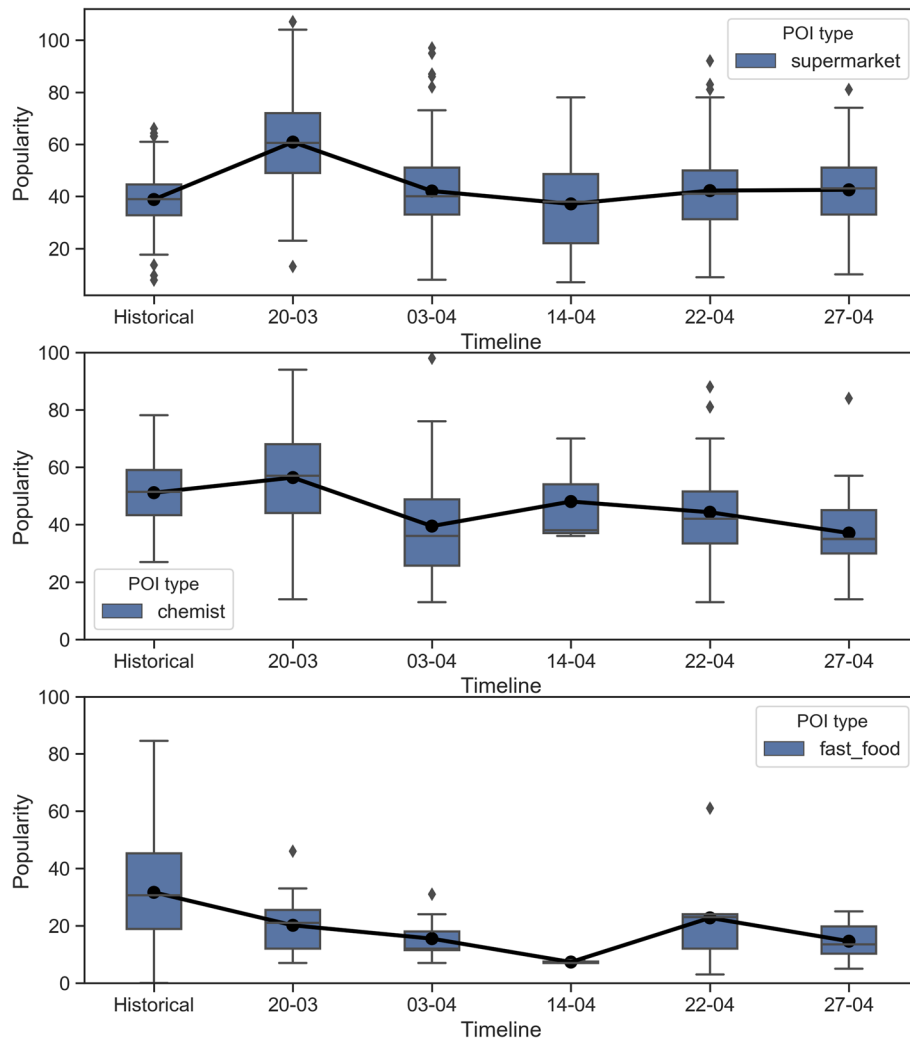 100
80
60
40
20
Popularity
POI type
supermarket
Historical 20-03 03-04 14-04 22-04 27-04
Timeline
100
80
60
40
20
0
Popularity
POI type
chemist
Historical 20-03 03-04 14-04 22-04 27-04
Timeline
100
80
60
40
20
0
Popularity
POI type
fast_food
Historical 20-03 03-04 14-04 22-04 27-04
Timeline